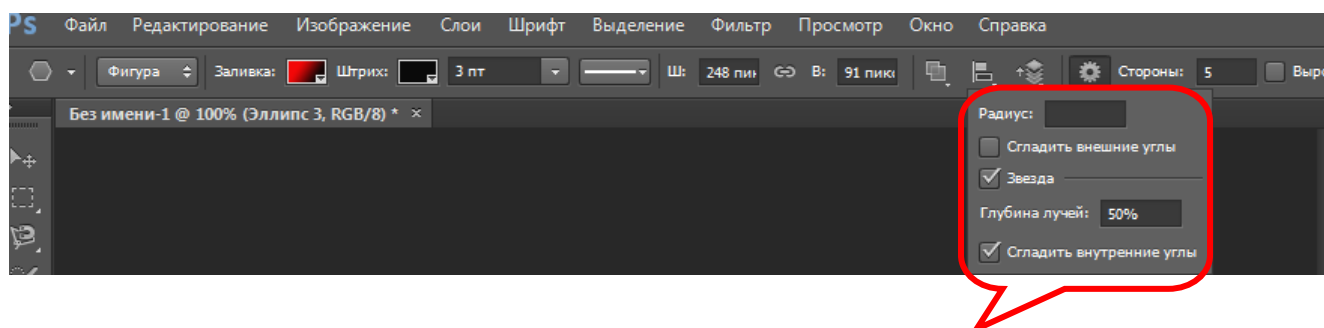 Ps Файл Редактирование Изображение Слои Шрифт Выделение Фильтр Просмотр Окно Справка
Фигура Заливка: Штрих: 3 пт Ш: 248 пик В: 91 пикс Стороны: 5
Без имени-1 @ 100% (Эллипс 3, RGB/8) * ×
Радиус:
Сгладить внешние углы
Звезда
Глубина лучей: 50%
Сгладить внутренние углы